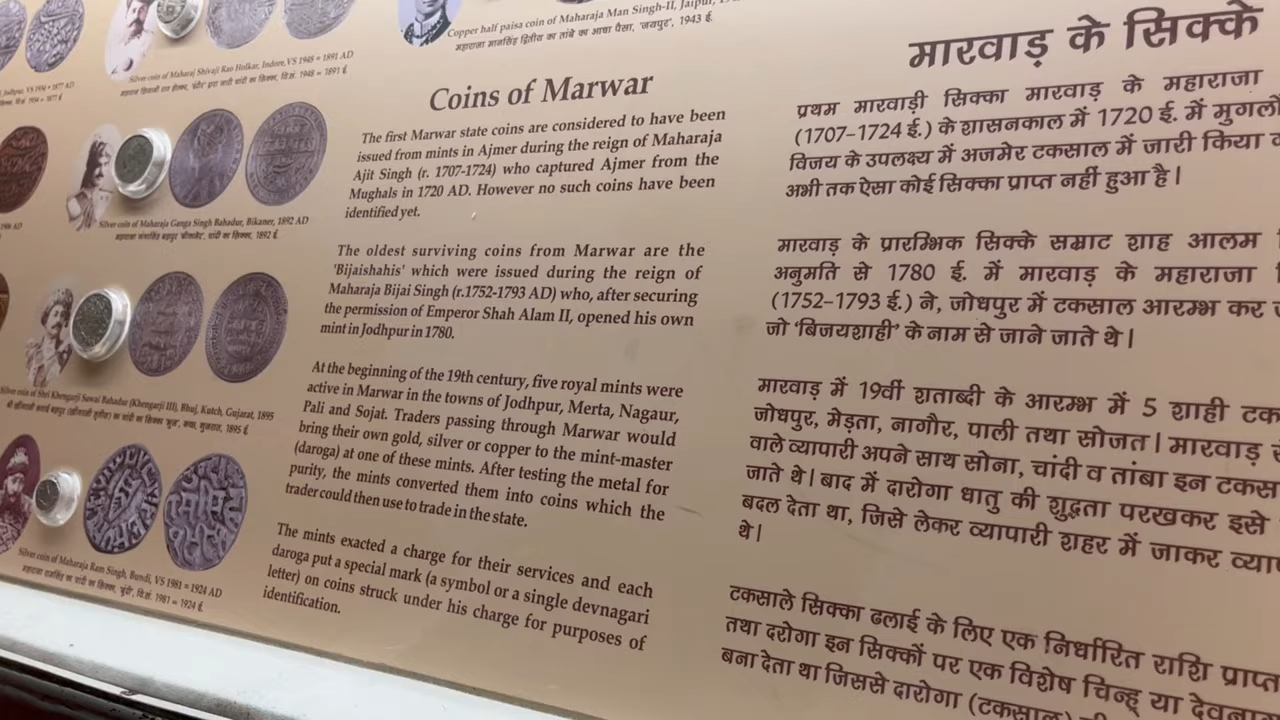 Copper half paisa coin of Maharaja Man Singh-II, Jaipur,
महाराजा मानसिंह द्वितीय का तांबे का आधा पैसा, 'जयपुर', 1943 ई.
Silver coin of Maharaj Shivaji Rao Holkar, Indore, VS 1948 = 1891 AD
वि.सं. 1948 = 1891 ई.
Jodhpur, VS 1934 = 1877 AD
1934 = 1877 ई
Silver coin of Maharaja Ganga Singh Bahadur, Bikaner, 1892 AD
महाराजा गंगासिंह बहादुर चांदी का सिक्का, 1892 ई.
Silver coin of Shri Khengarji Sawai Bahadur (Khengarji III), Bhuj, Kutch, Gujarat, 1895
का चांदी का सिक्का 'भुज', कच्छ, गुजरात, 1895 ई.
Silver coin of Maharaja Ram Singh, Bundi, VS 1981 = 1924 AD
महाराजा रामसिंह का चांदी का सिक्का, 'बूंदी', वि.सं. 1981 = 1924 ई.
Coins of Marwar
The first Marwar state coins are considered to have been
issued from mints in Ajmer during the reign of Maharaja
Ajit Singh (r. 1707-1724) who captured Ajmer from the
Mughals in 1720 AD. However no such coins have been
identified yet.
The oldest surviving coins from Marwar are the
'Bijaishahis' which were issued during the reign of
Maharaja Bijai Singh (r.1752-1793 AD) who, after securing
the permission of Emperor Shah Alam II, opened his own
mint in Jodhpur in 1780.
At the beginning of the 19th century, five royal mints were
active in Marwar in the towns of Jodhpur, Merta, Nagaur,
Pali and Sojat. Traders passing through Marwar would
bring their own gold, silver or copper to the mint-master
(daroga) at one of these mints. After testing the metal for
purity, the mints converted them into coins which the
trader could then use to trade in the state.
The mints exacted a charge for their services and each
daroga put a special mark (a symbol or a single devnagari
letter) on coins struck under his charge for purposes of
identification.
मारवाड़ के सिक्के
प्रथम मारवाड़ी सिक्का मारवाड़ के महाराजा
(1707–1724 ई.) के शासनकाल में 1720 ई. में मुगलों
विजय के उपलक्ष्य में अजमेर टकसाल में जारी किया
अभी तक ऐसा कोई सिक्का प्राप्त नहीं हुआ है।
मारवाड़ के प्रारम्भिक सिक्के सम्राट शाह आलम
अनुमति से 1780 ई. में मारवाड़ के महाराजा
(1752–1793 ई.) ने, जोधपुर में टकसाल आरम्भ कर
जो 'बिजयशाही' के नाम से जाने जाते थे।
मारवाड़ में 19वीं शताब्दी के आरम्भ में 5 शाही
जोधपुर, मेड़ता, नागौर, पाली तथा सोजत। मारवाड़
वाले व्यापारी अपने साथ सोना, चांदी व तांबा इन
जाते थे। बाद में दारोगा धातु की शुद्धता परखकर इसे
बदल देता था, जिसे लेकर व्यापारी शहर में जाकर
थे।
टकसाले सिक्का ढलाई के लिए एक निर्धारित राशि प्राप्त
तथा दरोगा इन सिक्कों पर एक विशेष चिन्ह् या
बना देता था जिससे दारोगा (टकसाल)